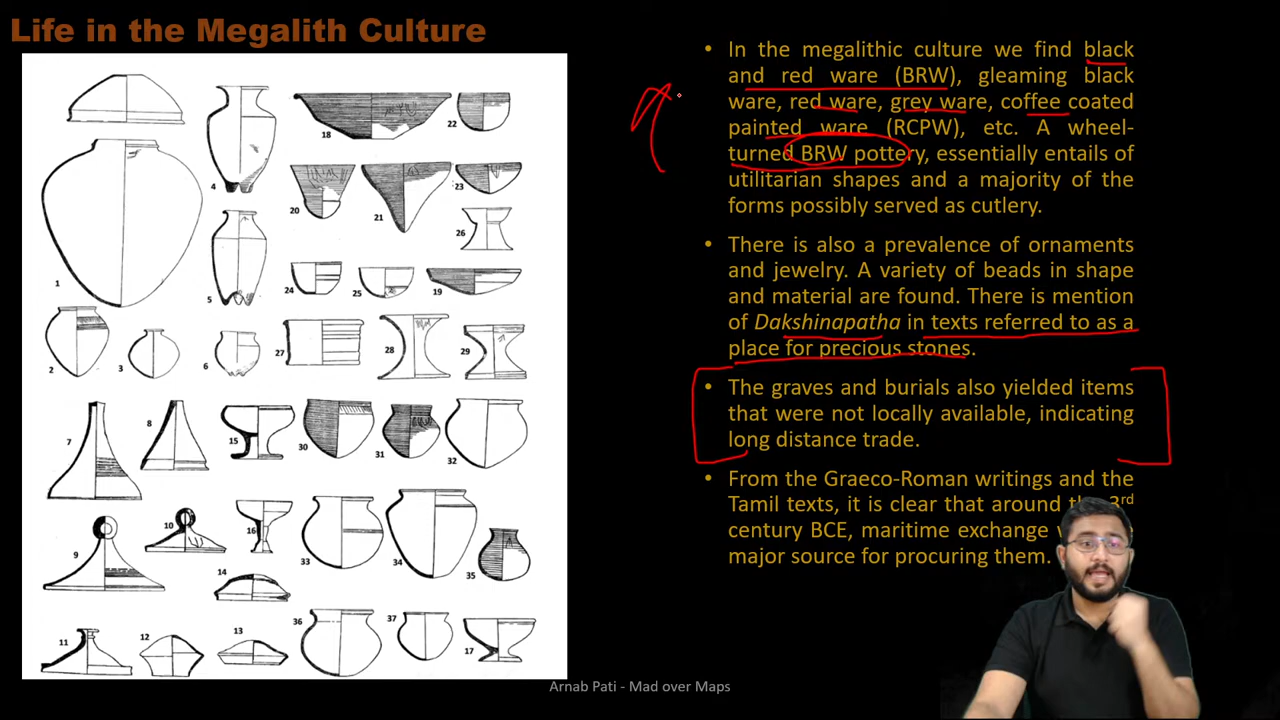 Life in the Megalith Culture
1
2
3
4
5
6
7
8
9
10
11
12
13
14
15
16
17
18
19
20
21
22
23
24
25
26
27
28
29
30
31
32
33
34
35
36
37
• In the megalithic culture we find black
and red ware (BRW), gleaming black
ware, red ware, grey ware, coffee coated
painted ware (RCPW), etc. A wheel-
turned BRW pottery, essentially entails of
utilitarian shapes and a majority of the
forms possibly served as cutlery.
• There is also a prevalence of ornaments
and jewelry. A variety of beads in shape
and material are found. There is mention
of Dakshinapatha in texts referred to as a
place for precious stones.
• The graves and burials also yielded items
that were not locally available, indicating
long distance trade.
• From the Graeco-Roman writings and the
Tamil texts, it is clear that around 3rd
century BCE, maritime exchange
major source for procuring them.
Arnab Pati - Mad over Maps